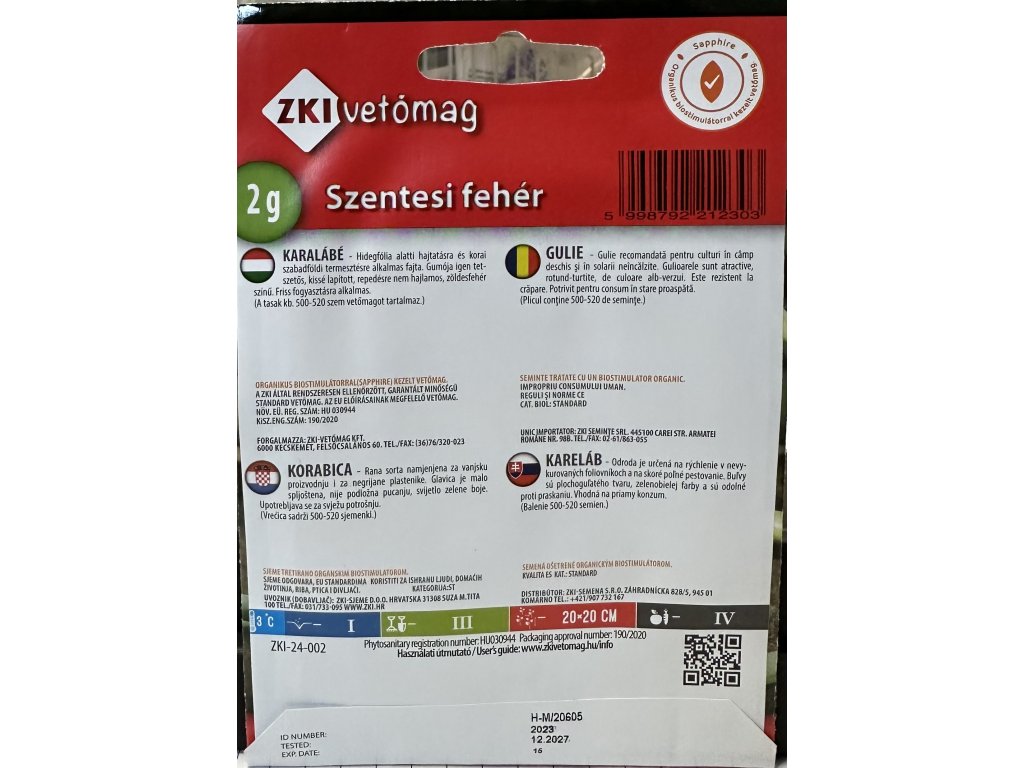 Sapphire
Organikus biostimulátorral kezelt vetőmag.
ZKI vetőmag
2 g
Szentesi fehér
5 998792 212303
KARALÁBÉ - Hidegfólia alatti hajtatásra és korai
szabadföldi termesztésre alkalmas fajta. Gumója igen tet-
szetős, kissé lapított, repedésre nem hajlamos, zöldesfehér
színű. Friss fogyasztásra alkalmas.
(A tasak kb. 500-520 szem vetőmagot tartalmaz.)
ORGANIKUS BIOSTIMULÁTORRAL(SAPPHIRE) KEZELT VETŐMAG.
A ZKI ÁLTAL RENDSZERESEN ELLENŐRZÖTT, GARANTÁLT MINŐSÉGŰ
STANDARD VETŐMAG. AZ EU ELŐÍRÁSAINAK MEGFELELŐ VETŐMAG.
NÖV. EÜ. REG. SZÁM: HU 030944
KISZ.ENG.SZÁM: 190/2020
FORGALMAZZA: ZKI-VETŐMAG KFT.
6000 KECSKEMÉT, FELSŐCSALÁNOS 60. TEL./FAX: (36)76/320-023
GULIE - Gulie recomandată pentru culturi în câmp
deschis şi în solarii neîncălzite. Gulioarele sunt atractive,
rotund-turtite, de culoare alb-verzui. Este rezistent la
crăpare. Potrivit pentru consum în stare proaspătă.
(Plicul conţine 500-520 de seminţe.)
SEMINTE TRATATE CU UN BIOSTIMULATOR ORGANIC.
IMPROPRIU CONSUMULUI UMAN.
REGULI ŞI NORME CE
CAT. BIOL: STANDARD
UNIC IMPORTATOR: ZKI SEMINŢE SRL. 445100 CAREI STR. ARMATEI
ROMÂNE NR. 98B. TEL./FAX: 02-61/863-055
KORABICA - Rana sorta namjenjena za vanjsku
proizvodnju i za negrijane plastenike. Glavica je malo
spljoštena, nije podložna pucanju, svijetlo zelene boje.
Upotrebljava se za svježu potrošnju.
(Vrećica sadrži 500-520 sjemenki.)
SJEME TRETIRANO ORGANSKIM BIOSTIMULATOROM.
SJEME ODGOVARA, EU STANDARDIMA KORISTITI ZA ISHRANU LJUDI, DOMAĆIH
ŽIVOTINJA, RIBA, PTICA I DIVLJAČI. KATEGORIJA:ST
UVOZNIK (DOBAVLJAČ): ZKI-SJEME D.O.O. HRVATSKA 31308 SUZA M.TITA
100 TEL./FAX: 031/733-095 WWW.ZKI.HR
KARELÁB - Odroda je určená na rýchlenie v nevy-
kurovaných foliovníkoch a na skoré poľné pestovanie. Buľvy
sú plochoguľatého tvaru, zelenobielej farby a sú odolné
proti praskaniu. Vhodná na priamy konzum.
(Balenie 500-520 semien.)
SEMENÁ OŠETRENÉ ORGANICKÝM BIOSTIMULÁTOROM.
KVALITA ES KAT.: STANDARD
DISTRIBÚTOR: ZKI-SEMENA S.R.O. ZÁHRADNÍCKA 828/5, 945 01
KOMÁRNO TEL.: +421/907 732 167
3 °C – I – III 20×20 CM – IV
ZKI-24-002
Phytosanitary registration number: HU030944 Packaging approval number: 190/2020
Használati útmutató / User's guide: www.zkivetomag.hu/info
ID NUMBER: H-M/20605
TESTED: 2023
EXP. DATE: 12.2027
16